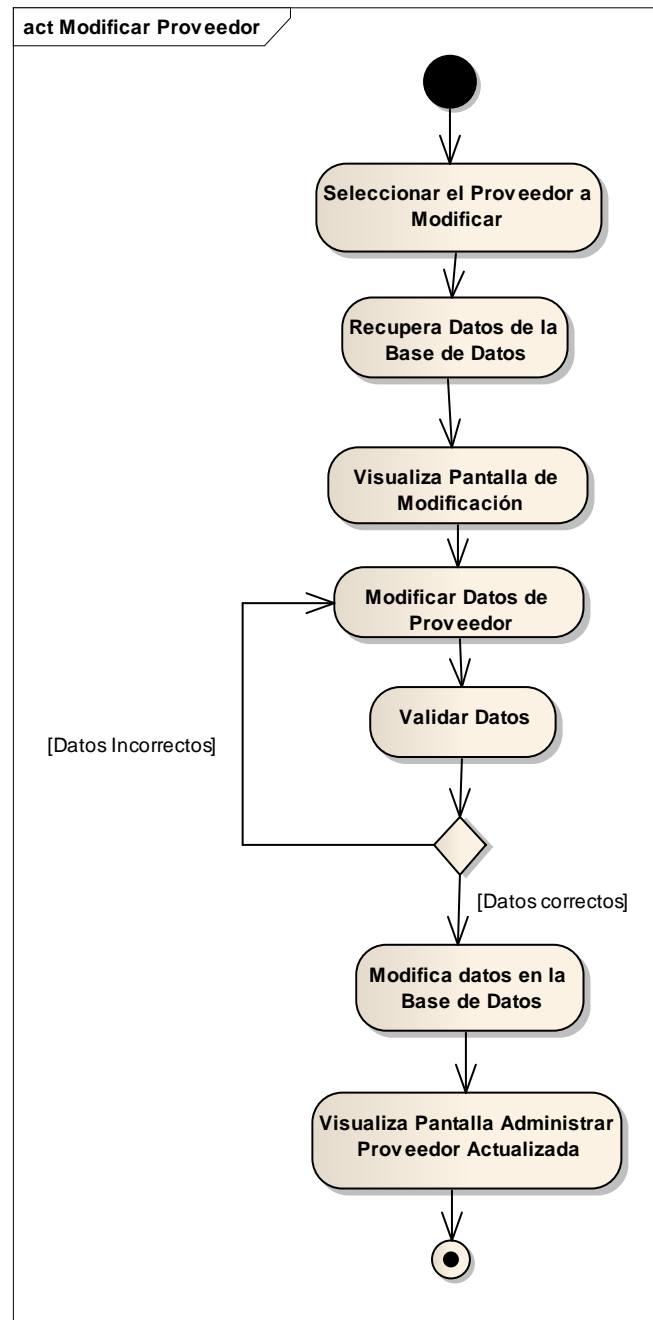 act Modificar Proveedor
Seleccionar el Proveedor a
Modificar
Recupera Datos de la
Base de Datos
Visualiza Pantalla de
Modificación
Modificar Datos de
Proveedor
Validar Datos
[Datos Incorrectos]
[Datos correctos]
Modifica datos en la
Base de Datos
Visualiza Pantalla Administrar
Proveedor Actualizada